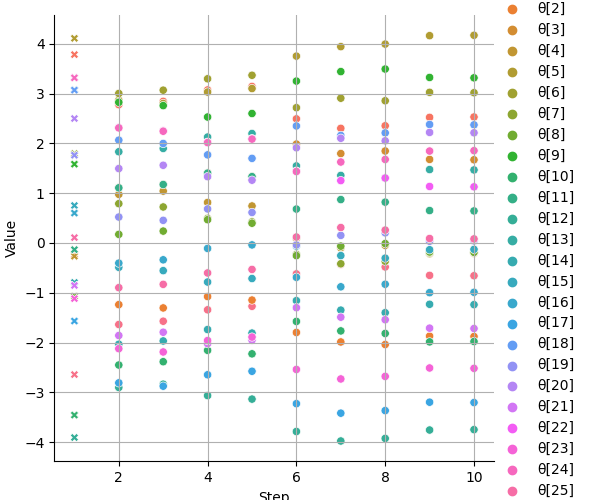 Value
4
3
2
1
0
−1
−2
−3
−4
2
4
6
8
10
Step
θ[2]
θ[3]
θ[4]
θ[5]
θ[6]
θ[7]
θ[8]
θ[9]
θ[10]
θ[11]
θ[12]
θ[13]
θ[14]
θ[15]
θ[16]
θ[17]
θ[18]
θ[19]
θ[20]
θ[21]
θ[22]
θ[23]
θ[24]
θ[25]